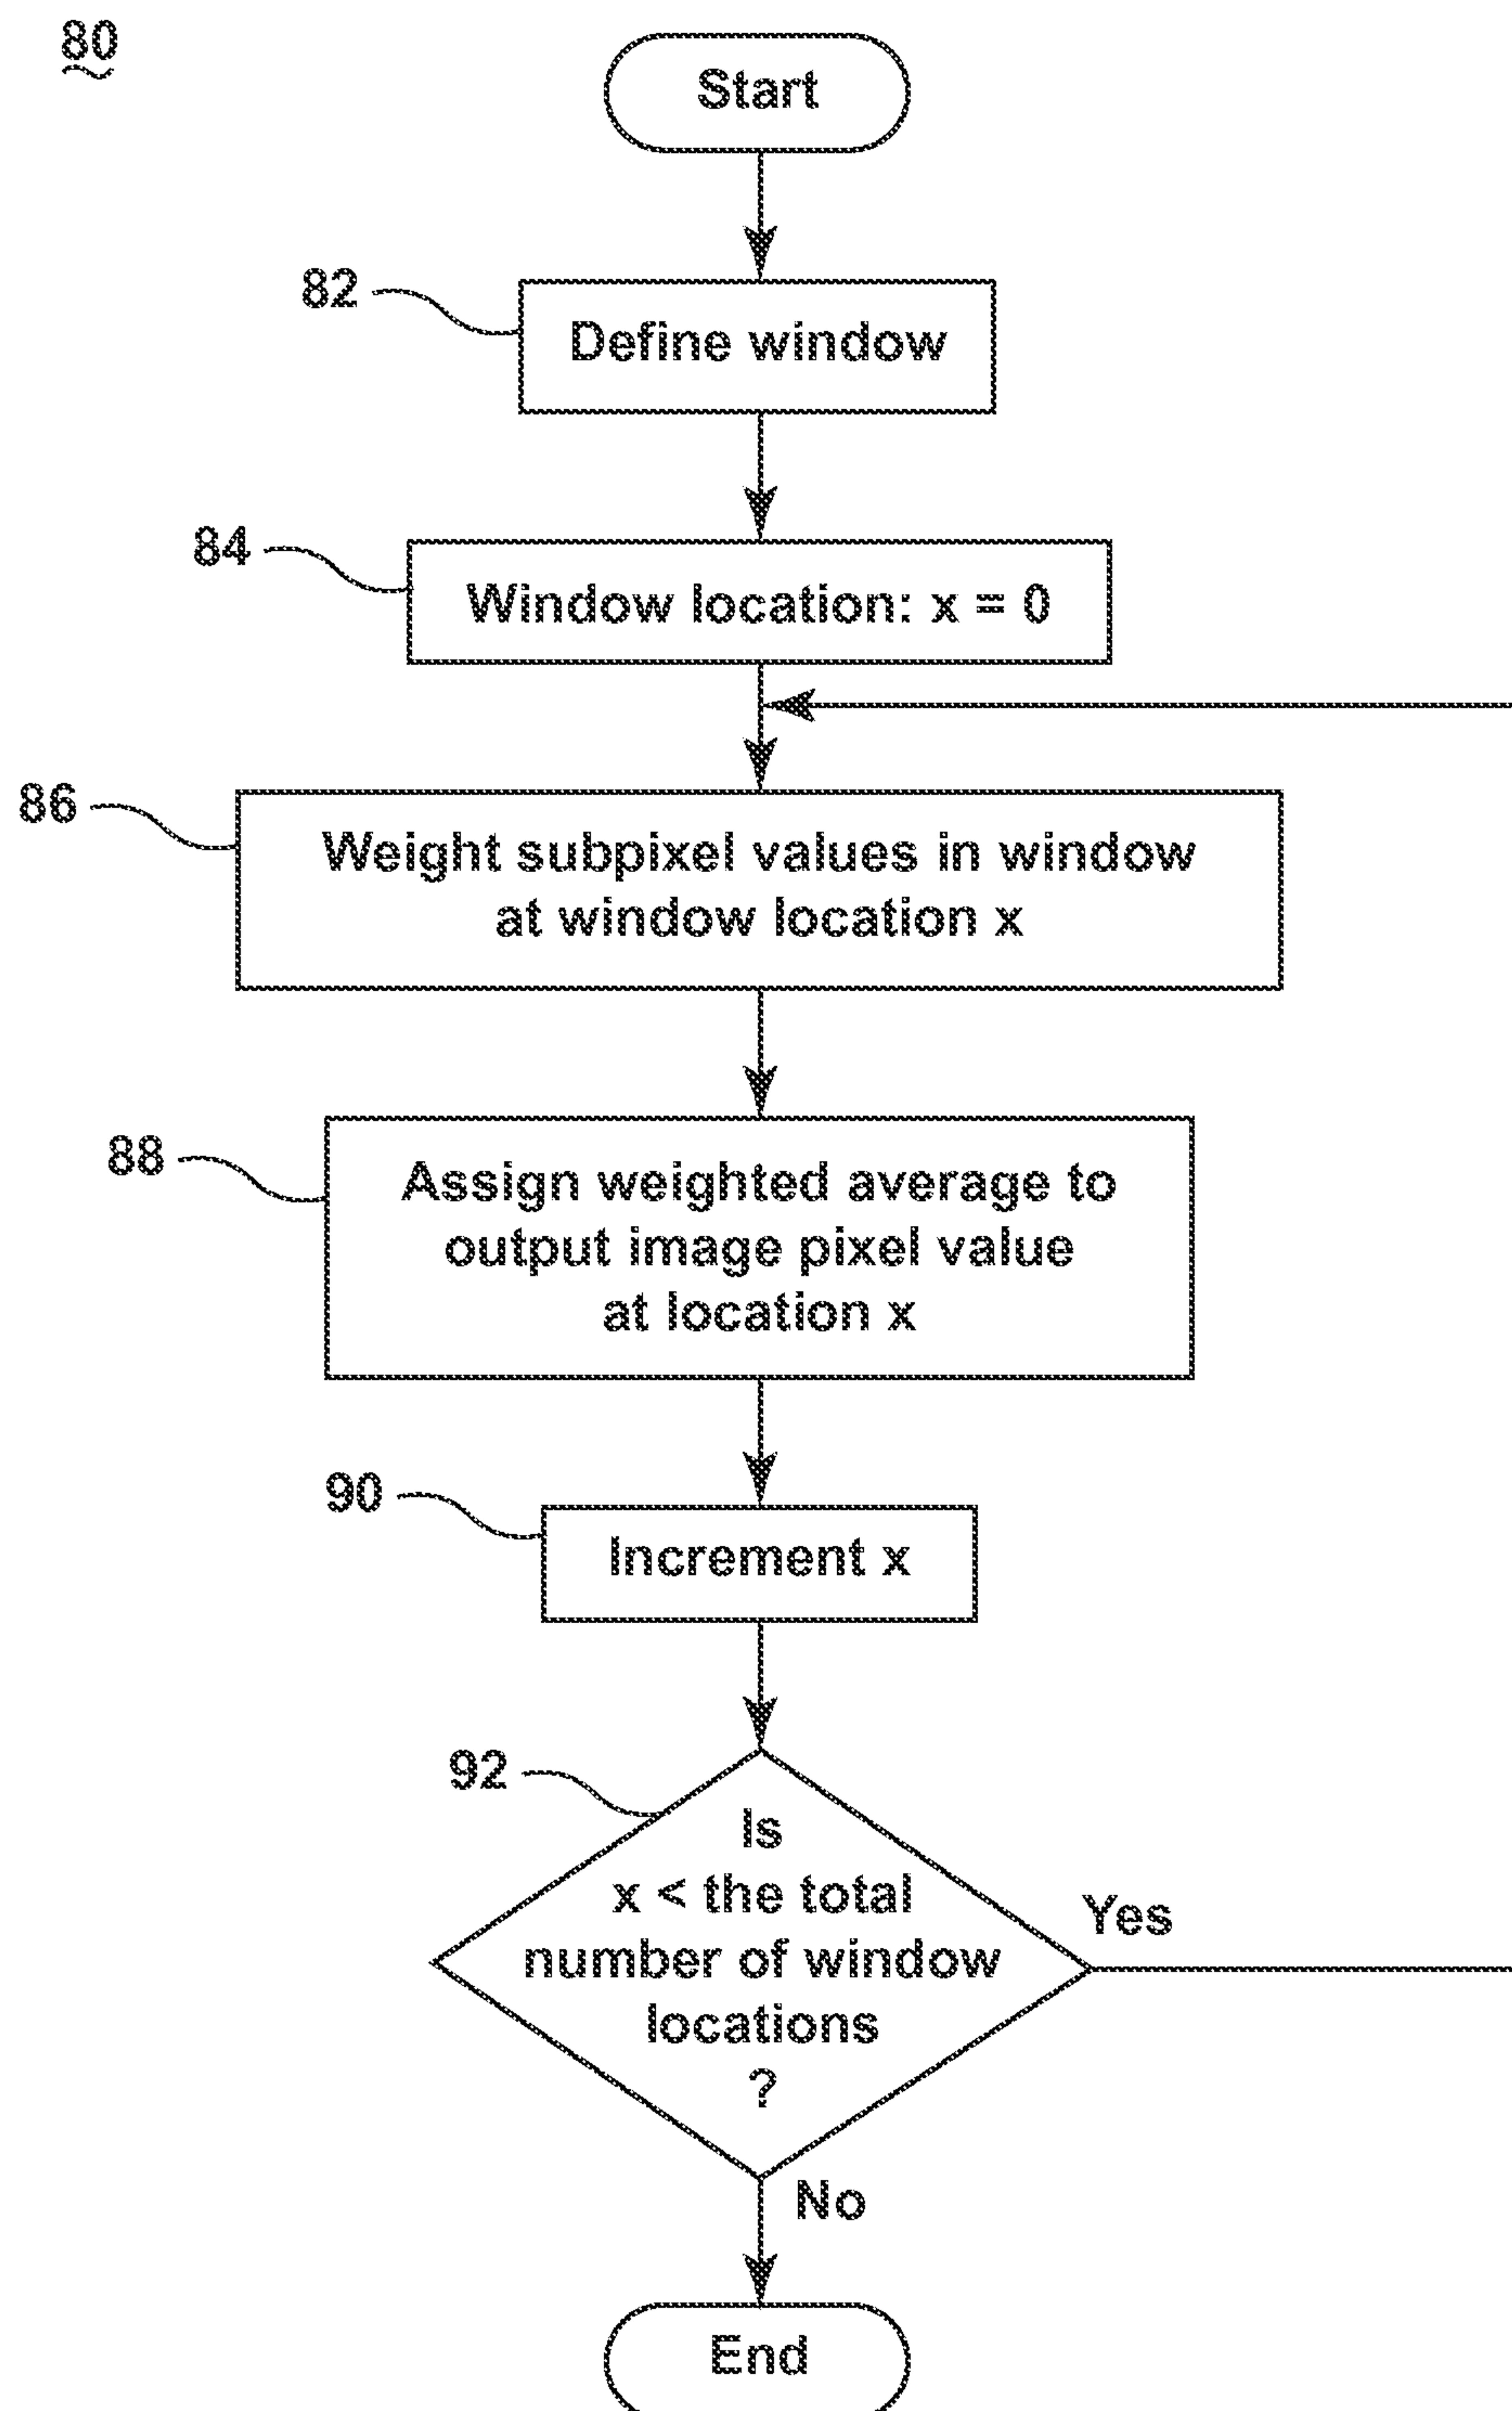 80
Start
82
Define window
84
Window location: x = 0
86
Weight subpixel values in window
at window location x
88
Assign weighted average to
output image pixel value
at location x
90
Increment x
92
Is
x < the total
number of window
locations
?
Yes
No
End